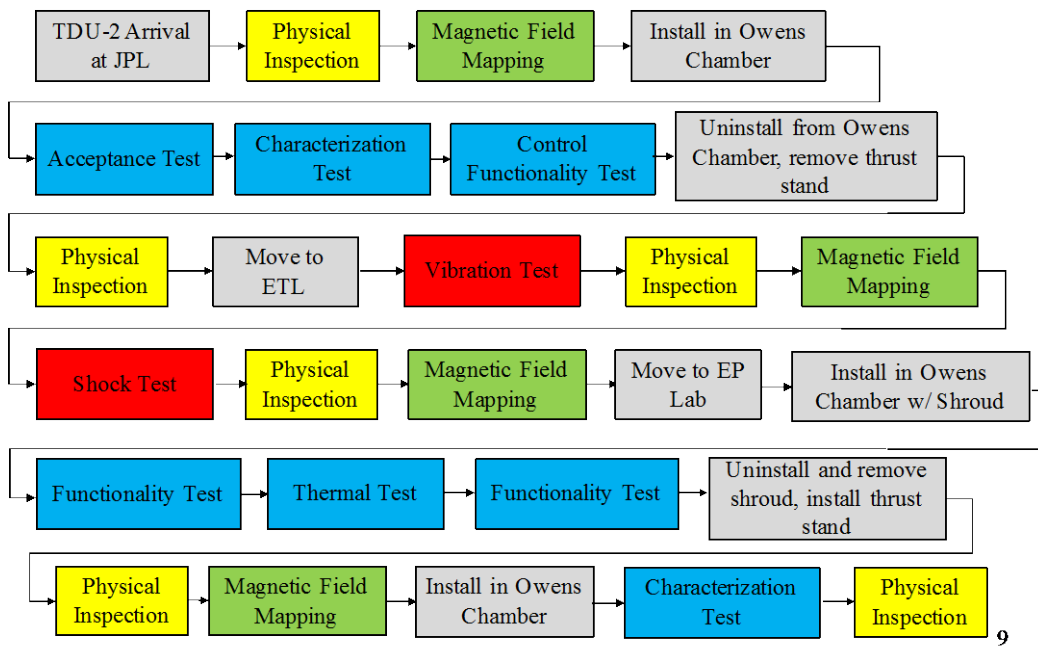 TDU-2 Arrival
at JPL
Physical
Inspection
Magnetic Field
Mapping
Install in Owens
Chamber
Acceptance Test
Characterization
Test
Control
Functionality Test
Uninstall from Owens
Chamber, remove thrust
stand
Physical
Inspection
Move to
ETL
Vibration Test
Physical
Inspection
Magnetic Field
Mapping
Shock Test
Physical
Inspection
Magnetic Field
Mapping
Move to EP
Lab
Install in Owens
Chamber w/ Shroud
Functionality Test
Thermal Test
Functionality Test
Uninstall and remove
shroud, install thrust
stand
Physical
Inspection
Magnetic Field
Mapping
Install in Owens
Chamber
Characterization
Test
Physical
Inspection
9